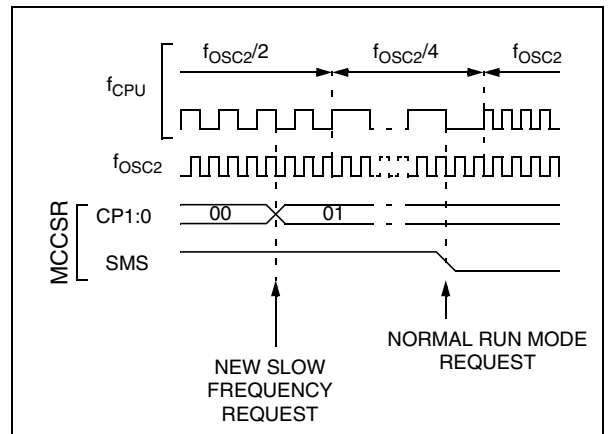 fOSC2/2 fOSC2/4 fOSC2
fCPU
fOSC2
MCCSR
CP1:0 00 01
SMS
NEW SLOW
FREQUENCY
REQUEST
NORMAL RUN MODE
REQUEST